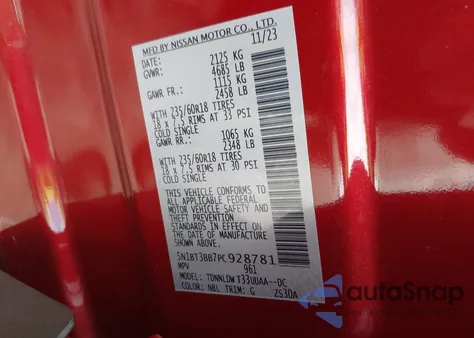 MFD BY NISSAN MOTOR CO., LTD.
DATE: 11/23
GVWR: 2125 KG
4685 LB
GAWR FR.: 1115 KG
2458 LB
WITH 235/60R18 TIRES
18 x 7.5 RIMS AT 33 PSI
COLD SINGLE
GAWR RR.: 1065 KG
2348 LB
WITH 235/60R18 TIRES
18 x 7.5 RIMS AT 30 PSI
COLD SINGLE
THIS VEHICLE CONFORMS TO
ALL APPLICABLE FEDERAL
MOTOR VEHICLE SAFETY AND
THEFT PREVENTION
STANDARDS IN EFFECT ON
THE DATE OF MANUFACTURE
SHOWN ABOVE.
5N1BT3BB7PC928781
MPV 961
MODEL: TDNNLDW T33UUAA--DC
COLOR: NBL TRIM: G ZS30A
autoSnap